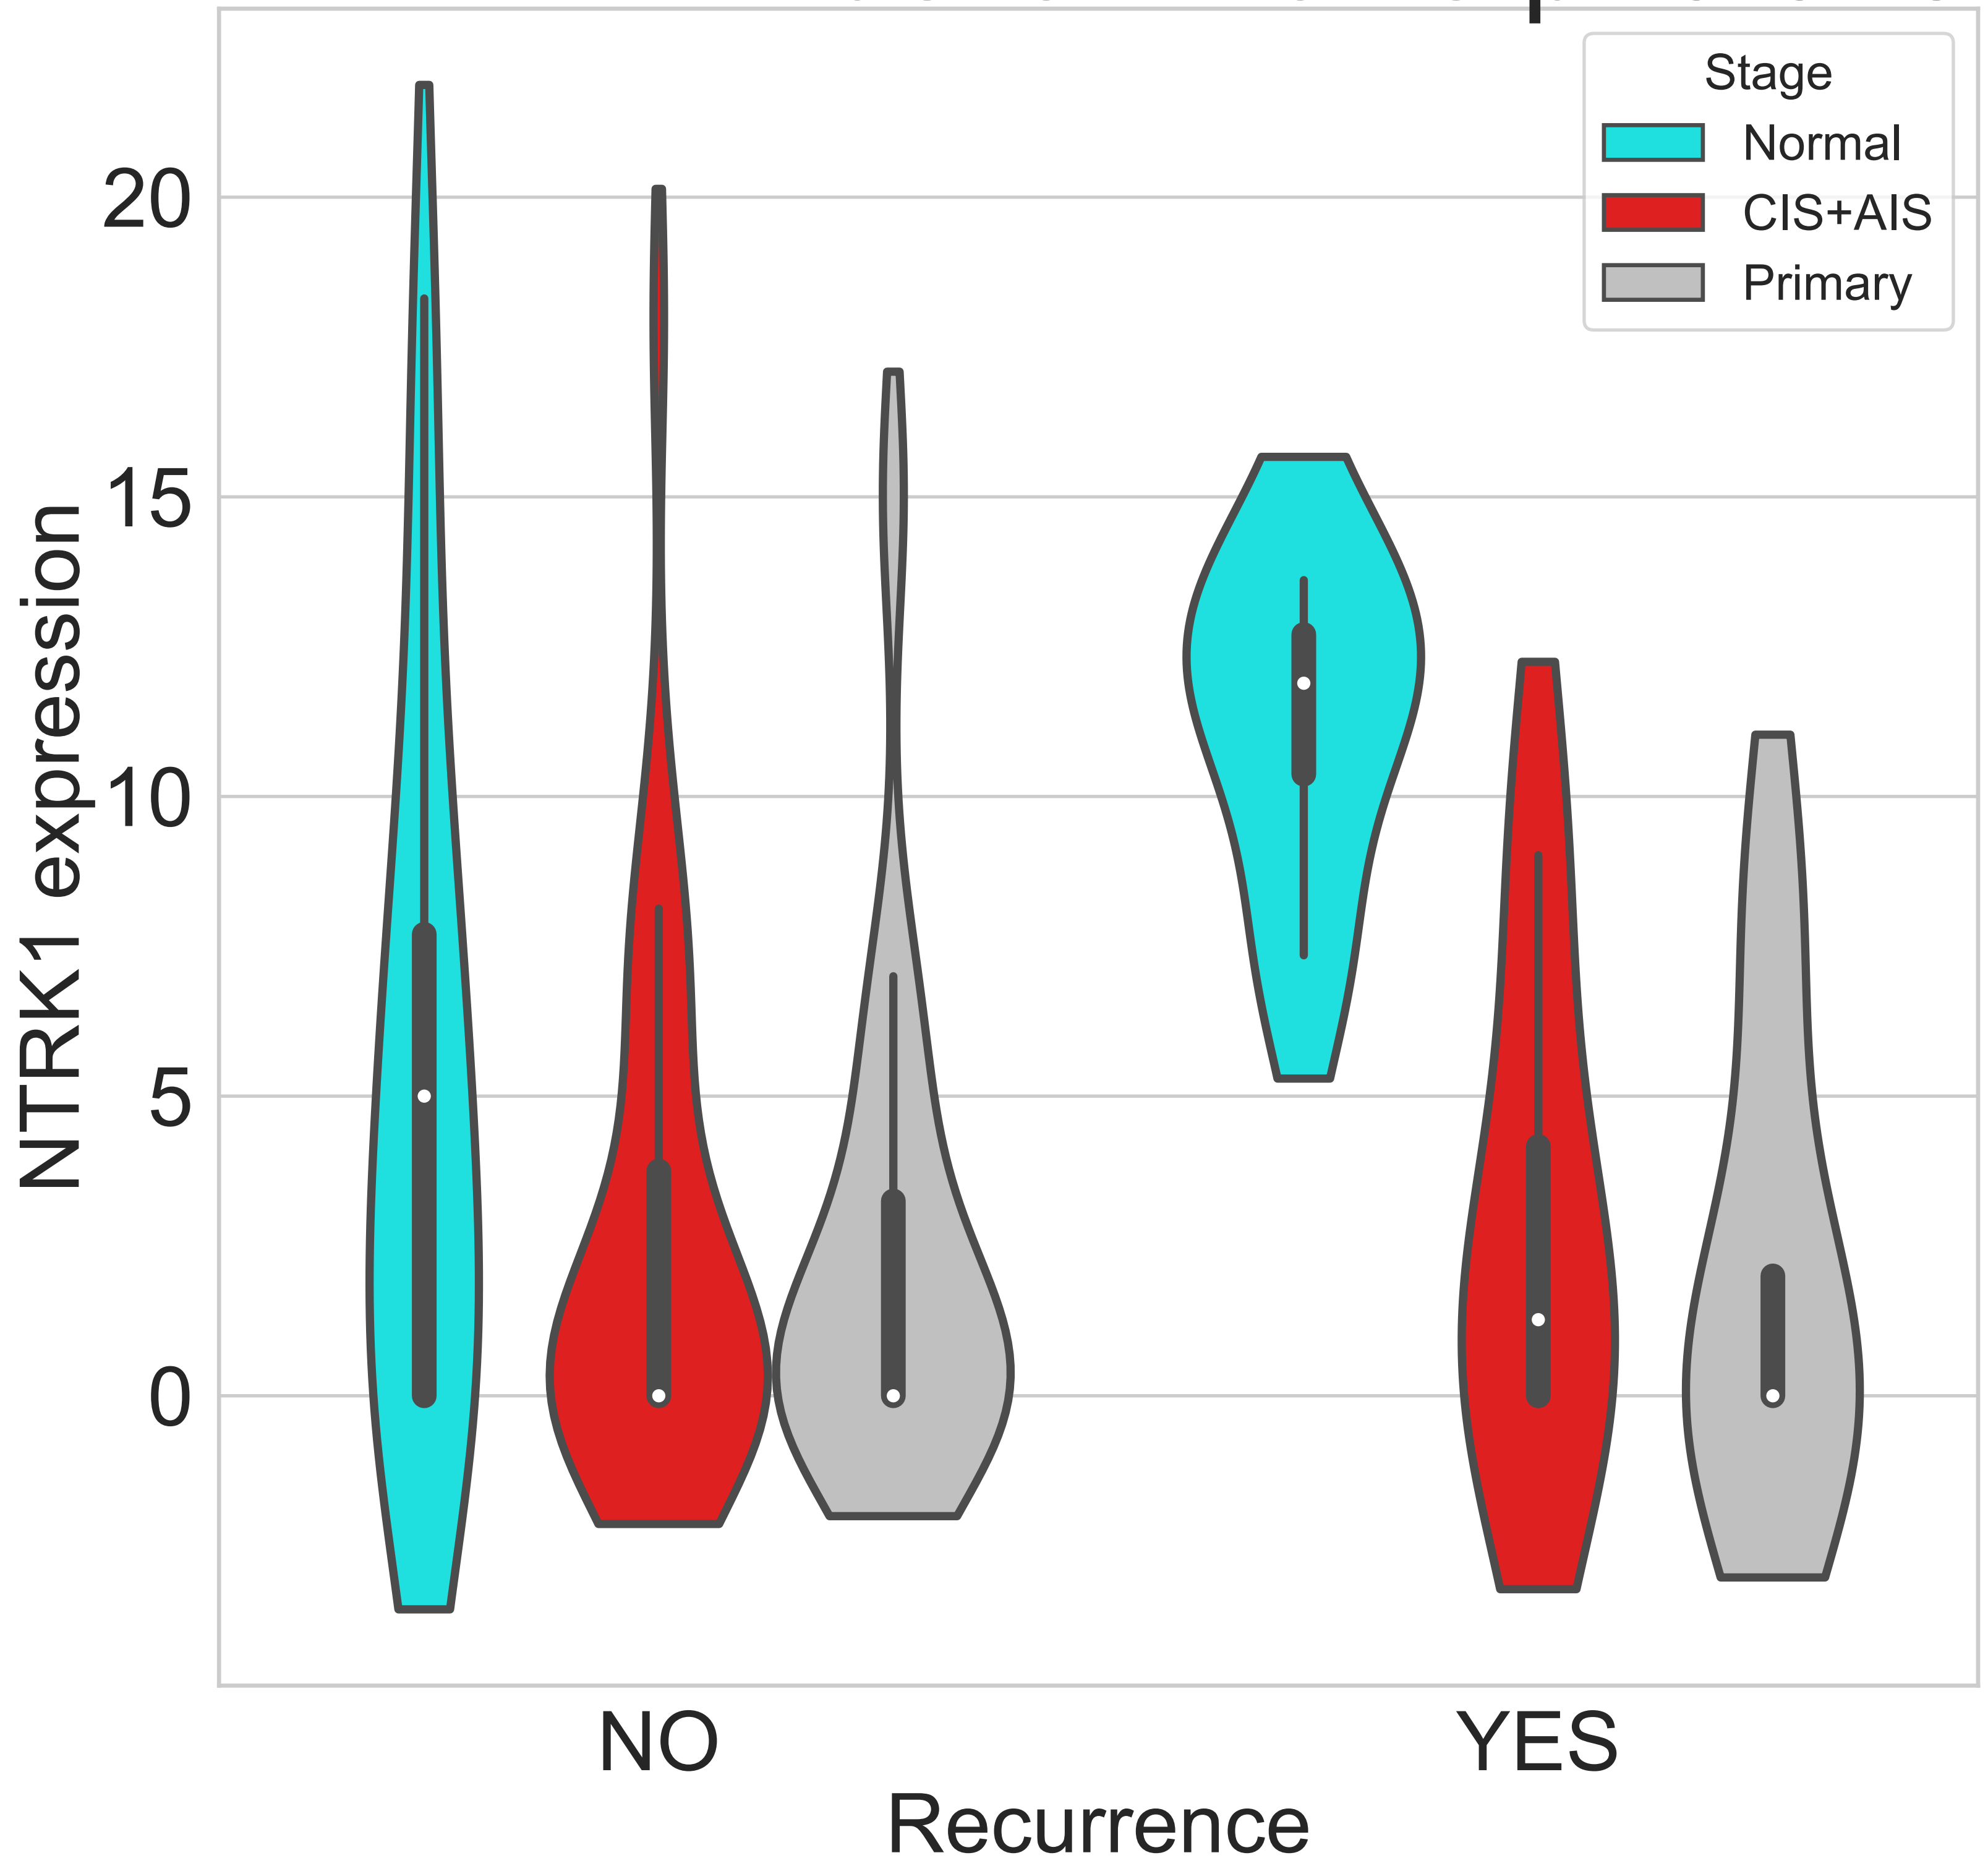 Stage
Normal
CIS+AIS
Primary
20
15
10
5
0
NTRK1 expression
NO
YES
Recurrence